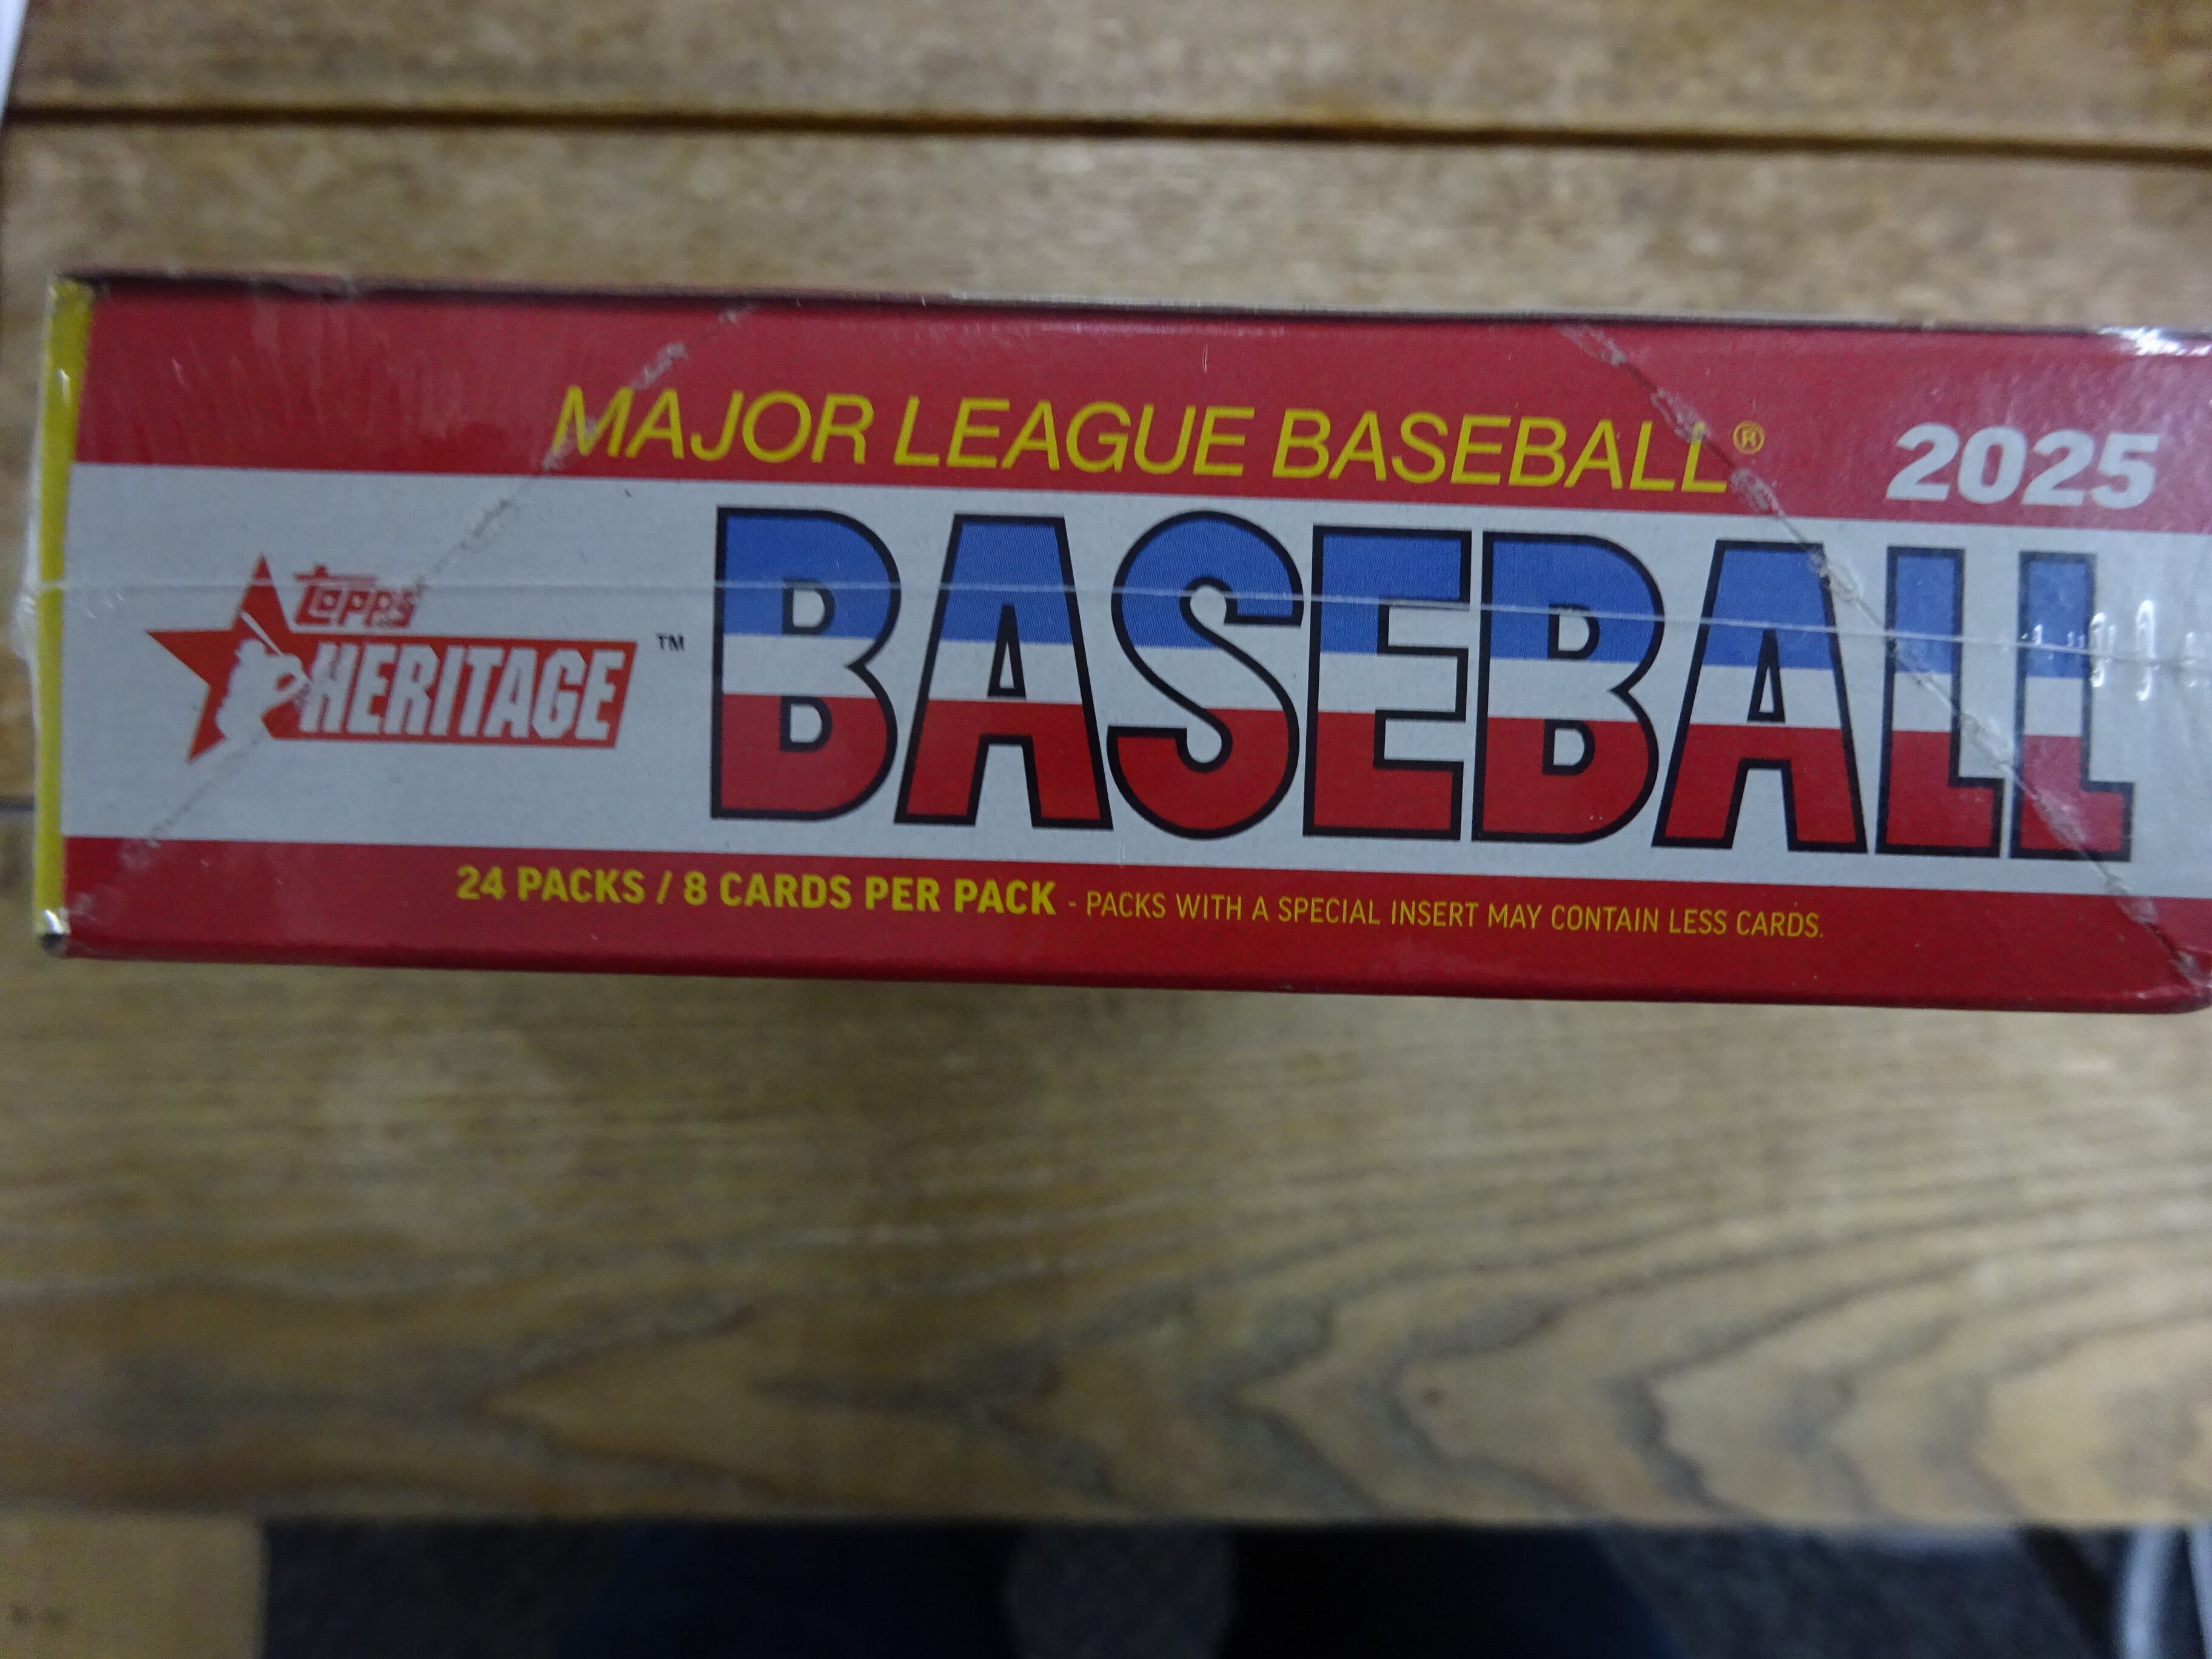 MAJOR LEAGUE BASEBALL® 2025
Topps
HERITAGE™
BASEBALL
24 PACKS / 8 CARDS PER PACK - PACKS WITH A SPECIAL INSERT MAY CONTAIN LESS CARDS.